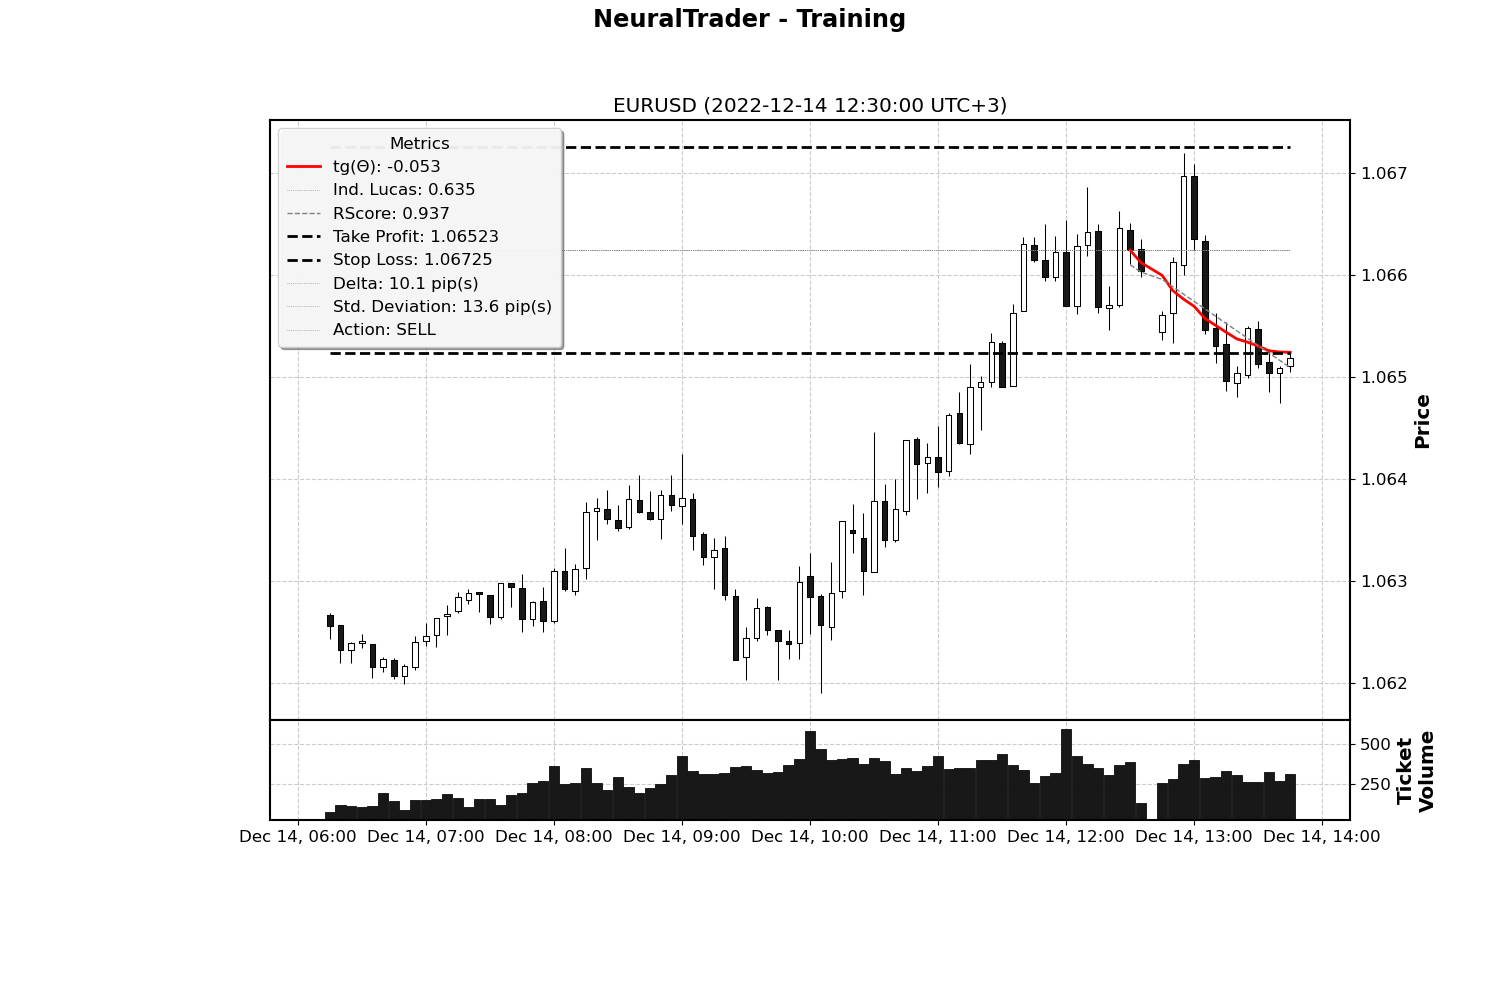 NeuralTrader - Training
EURUSD (2022-12-14 12:30:00 UTC+3)
Metrics
tg(Θ): -0.053
Ind. Lucas: 0.635
RScore: 0.937
Take Profit: 1.06523
Stop Loss: 1.06725
Delta: 10.1 pip(s)
Std. Deviation: 13.6 pip(s)
Action: SELL
1.067
1.066
1.065
1.064
1.063
1.062
Price
500
250
Ticket
Volume
Dec 14, 06:00
Dec 14, 07:00
Dec 14, 08:00
Dec 14, 09:00
Dec 14, 10:00
Dec 14, 11:00
Dec 14, 12:00
Dec 14, 13:00
Dec 14, 14:00